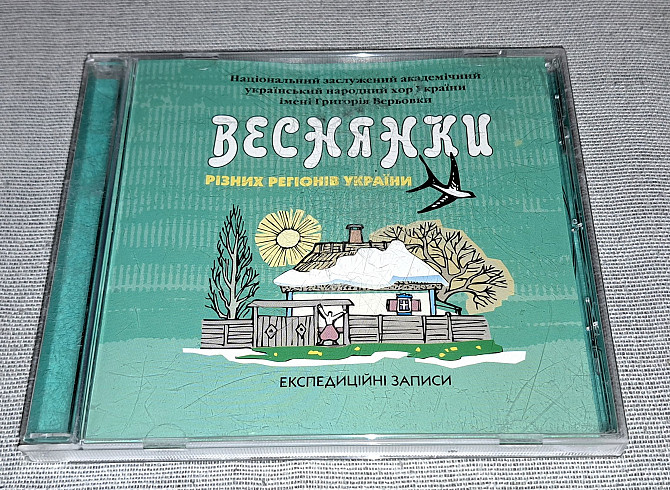 Національний заслужений академічний
український народний хор України
імені Григорія Верьовки
ВЕСНЯНКИ
РІЗНИХ РЕГІОНІВ УКРАЇНИ
ЕКСПЕДИЦІЙНІ ЗАПИСИ